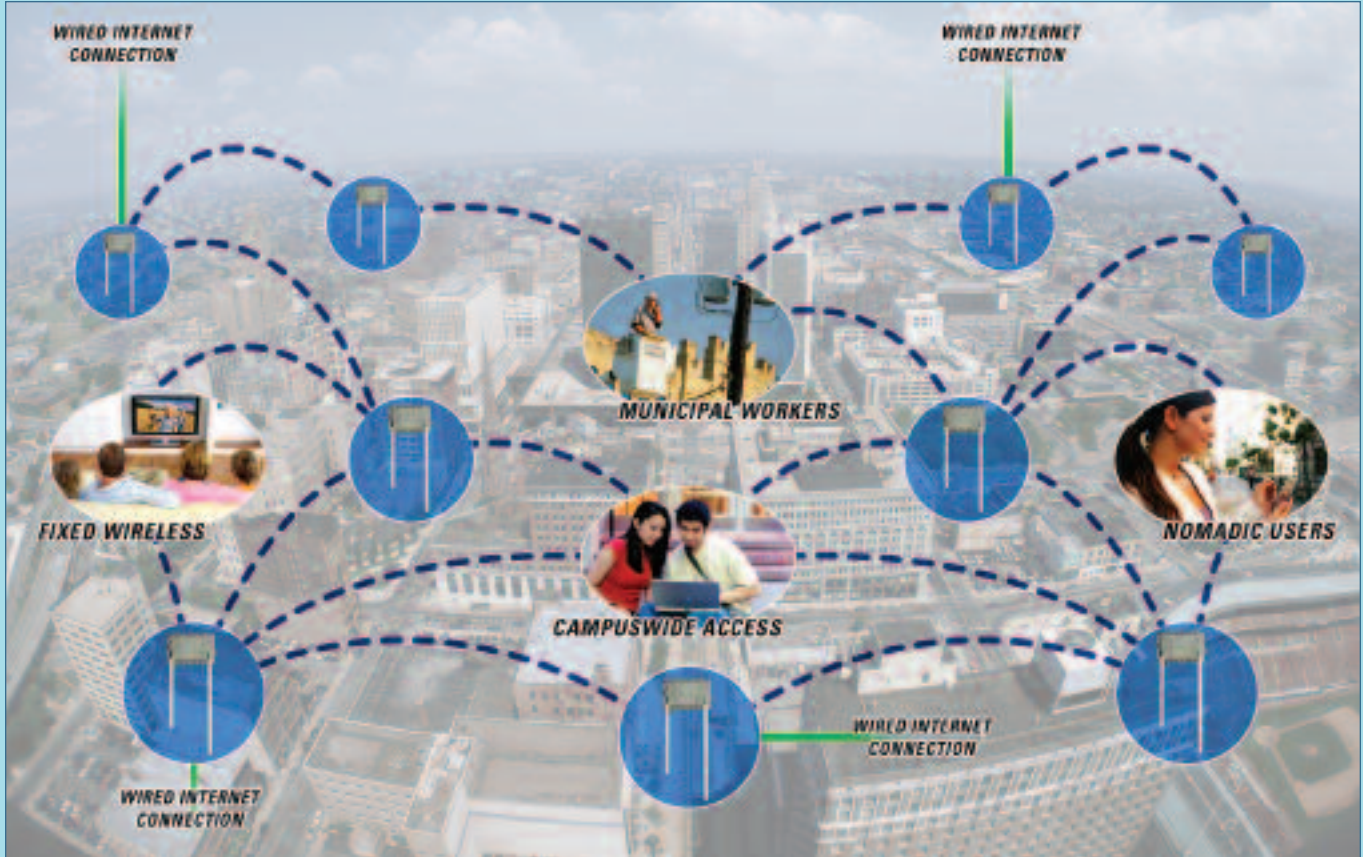 WIRED INTERNET
CONNECTION
WIRED INTERNET
CONNECTION
MUNICIPAL WORKERS
FIXED WIRELESS
NOMADIC USERS
CAMPUSWIDE ACCESS
WIRED INTERNET
CONNECTION
WIRED INTERNET
CONNECTION